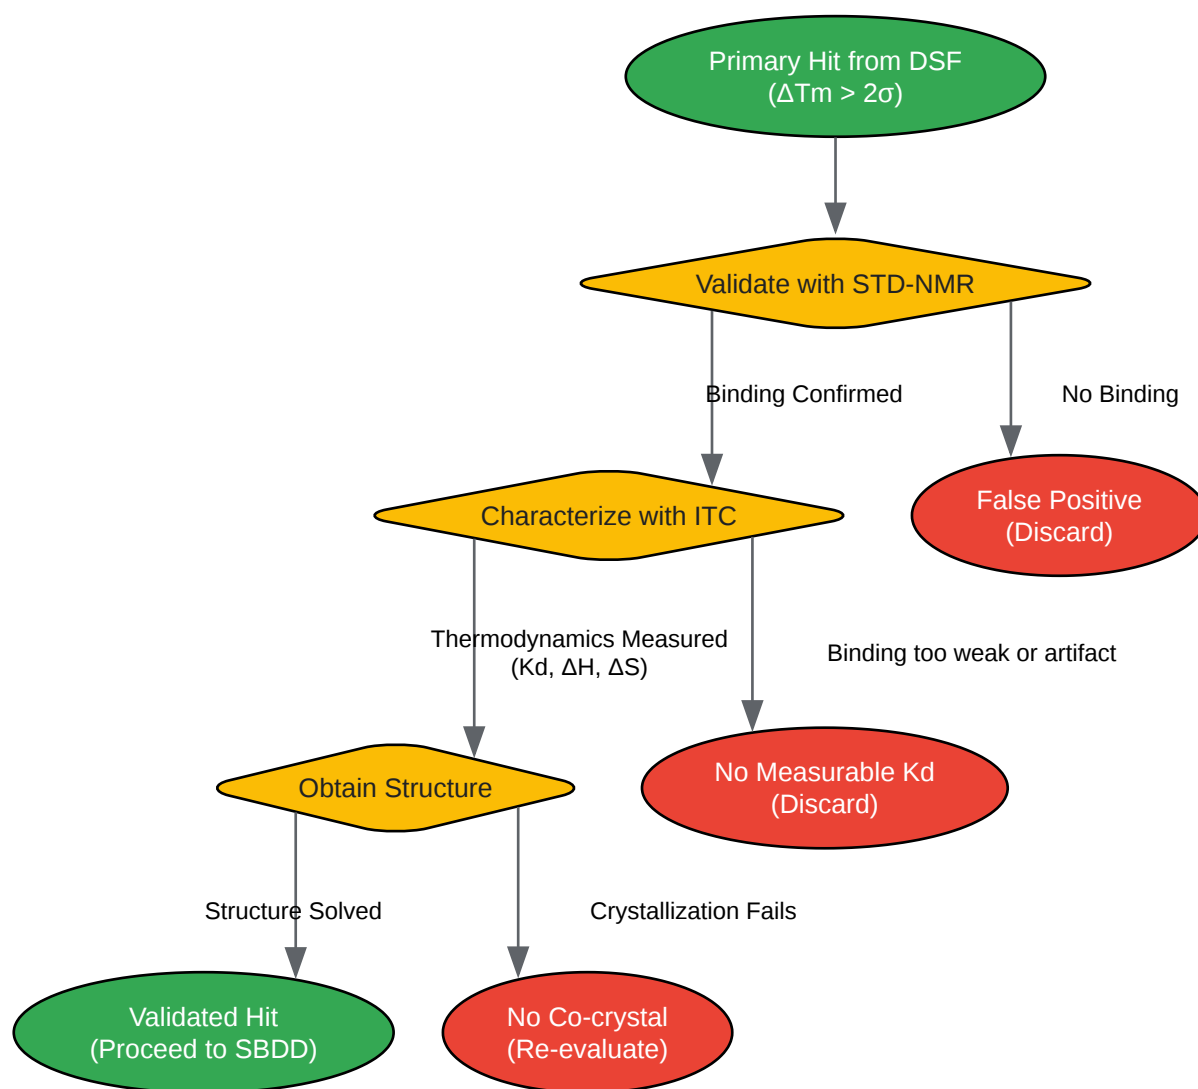 Primary Hit from DSF
(ΔTm > 2σ)
Validate with STD-NMR
Binding Confirmed
No Binding
Characterize with ITC
False Positive
(Discard)
Thermodynamics Measured
(Kd, ΔH, ΔS)
Binding too weak or artifact
Obtain Structure
No Measurable Kd
(Discard)
Structure Solved
Crystallization Fails
Validated Hit
(Proceed to SBDD)
No Co-crystal
(Re-evaluate)